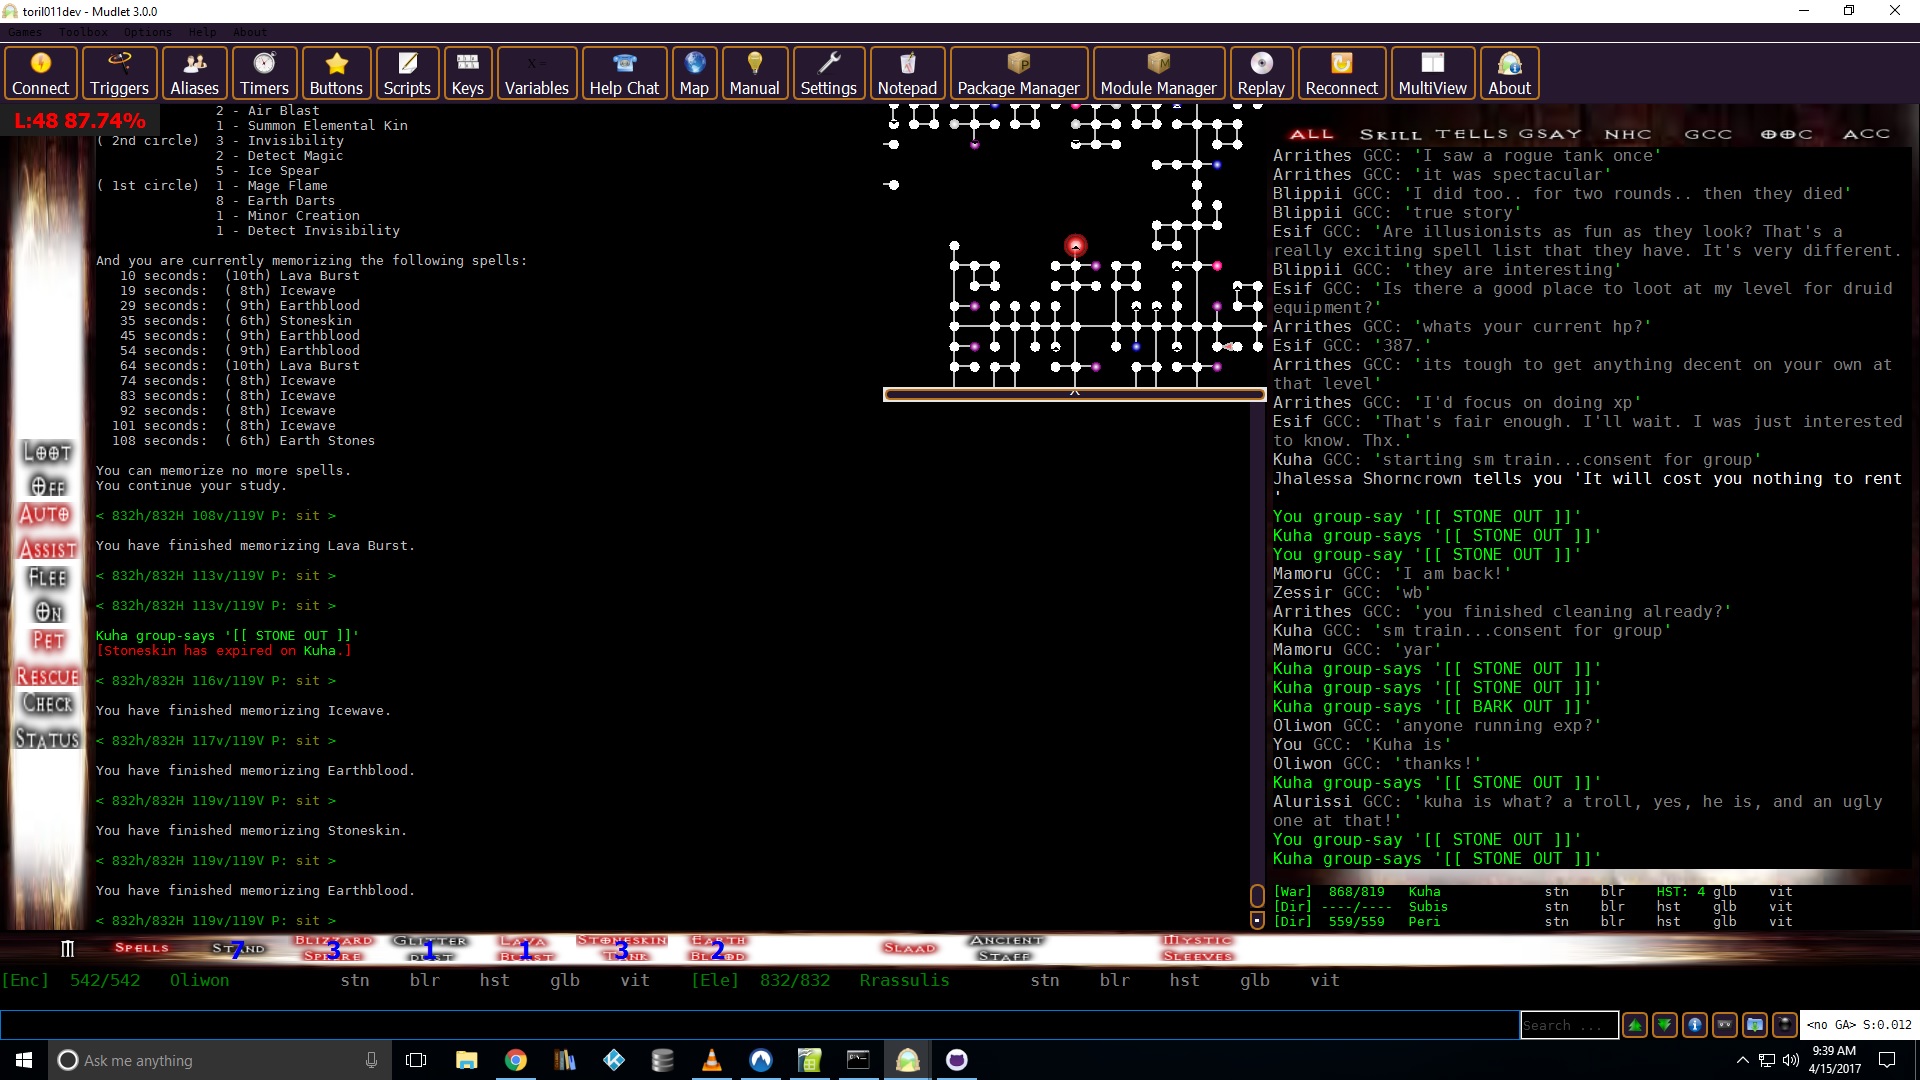 toril011dev - Mudlet 3.0.0
Games Toolbox Options Help About
Connect Triggers Aliases Timers Buttons Scripts Keys Variables Help Chat Map Manual Settings Notepad Package Manager Module Manager Replay Reconnect MultiView About
L:48 87.74%
2 - Air Blast
1 - Summon Elemental Kin
( 2nd circle) 3 - Invisibility
2 - Detect Magic
5 - Ice Spear
( 1st circle) 1 - Mage Flame
8 - Earth Darts
1 - Minor Creation
1 - Detect Invisibility
And you are currently memorizing the following spells:
10 seconds: (10th) Lava Burst
19 seconds: ( 8th) Icewave
29 seconds: ( 9th) Earthblood
35 seconds: ( 6th) Stoneskin
45 seconds: ( 9th) Earthblood
54 seconds: ( 9th) Earthblood
64 seconds: (10th) Lava Burst
74 seconds: ( 8th) Icewave
83 seconds: ( 8th) Icewave
92 seconds: ( 8th) Icewave
101 seconds: ( 8th) Icewave
108 seconds: ( 6th) Earth Stones
You can memorize no more spells.
You continue your study.
< 832h/832H 108v/119V P: sit >
You have finished memorizing Lava Burst.
< 832h/832H 113v/119V P: sit >
< 832h/832H 113v/119V P: sit >
Kuha group-says '[[ STONE OUT ]]'
[Stoneskin has expired on Kuha.]
< 832h/832H 116v/119V P: sit >
You have finished memorizing Icewave.
< 832h/832H 117v/119V P: sit >
You have finished memorizing Earthblood.
< 832h/832H 119v/119V P: sit >
You have finished memorizing Stoneskin.
< 832h/832H 119v/119V P: sit >
You have finished memorizing Earthblood.
< 832h/832H 119v/119V P: sit >
Loot
Off
Auto
Assist
Flee
On
Pet
Rescue
Check
Status
ALL SKILL TELLS GSAY NHC GCC OOC ACC
Arrithes GCC: 'I saw a rogue tank once'
Arrithes GCC: 'it was spectacular'
Blippii GCC: 'I did too.. for two rounds.. then they died'
Blippii GCC: 'true story'
Esif GCC: 'Are illusionists as fun as they look? That's a
really exciting spell list that they have. It's very different.
Blippii GCC: 'they are interesting'
Esif GCC: 'Is there a good place to loot at my level for druid
equipment?'
Arrithes GCC: 'whats your current hp?'
Esif GCC: '387.'
Arrithes GCC: 'its tough to get anything decent on your own at
that level'
Arrithes GCC: 'I'd focus on doing xp'
Esif GCC: 'That's fair enough. I'll wait. I was just interested
to know. Thx.'
Kuha GCC: 'starting sm train...consent for group'
Jhalessa Shorncrown tells you 'It will cost you nothing to rent
'
You group-say '[[ STONE OUT ]]'
Kuha group-says '[[ STONE OUT ]]'
You group-say '[[ STONE OUT ]]'
Mamoru GCC: 'I am back!'
Zessir GCC: 'wb'
Arrithes GCC: 'you finished cleaning already?'
Kuha GCC: 'sm train...consent for group'
Mamoru GCC: 'yar'
Kuha group-says '[[ STONE OUT ]]'
Kuha group-says '[[ STONE OUT ]]'
Kuha group-says '[[ BARK OUT ]]'
Oliwon GCC: 'anyone running exp?'
You GCC: 'Kuha is'
Oliwon GCC: 'thanks!'
Kuha group-says '[[ STONE OUT ]]'
Alurissi GCC: 'kuha is what? a troll, yes, he is, and an ugly
one at that!'
You group-say '[[ STONE OUT ]]'
Kuha group-says '[[ STONE OUT ]]'
[War] 868/819 Kuha stn blr HST: 4 glb vit
[Dir] ----/---- Subis stn blr hst glb vit
[Dir] 559/559 Peri stn blr hst glb vit
Spells Stand 7 Blizzard Sphere 3 Glitter Dust 1 Lava Burst 1 Stoneskin Tank 3 Earth Blood 2 Slaad Ancient Staff Mystic Sleeves
[Enc] 542/542 Oliwon stn blr hst glb vit [Ele] 832/832 Rrassulis stn blr hst glb vit
Search ...
<no GA> S:0.012
Ask me anything
9:39 AM
4/15/2017